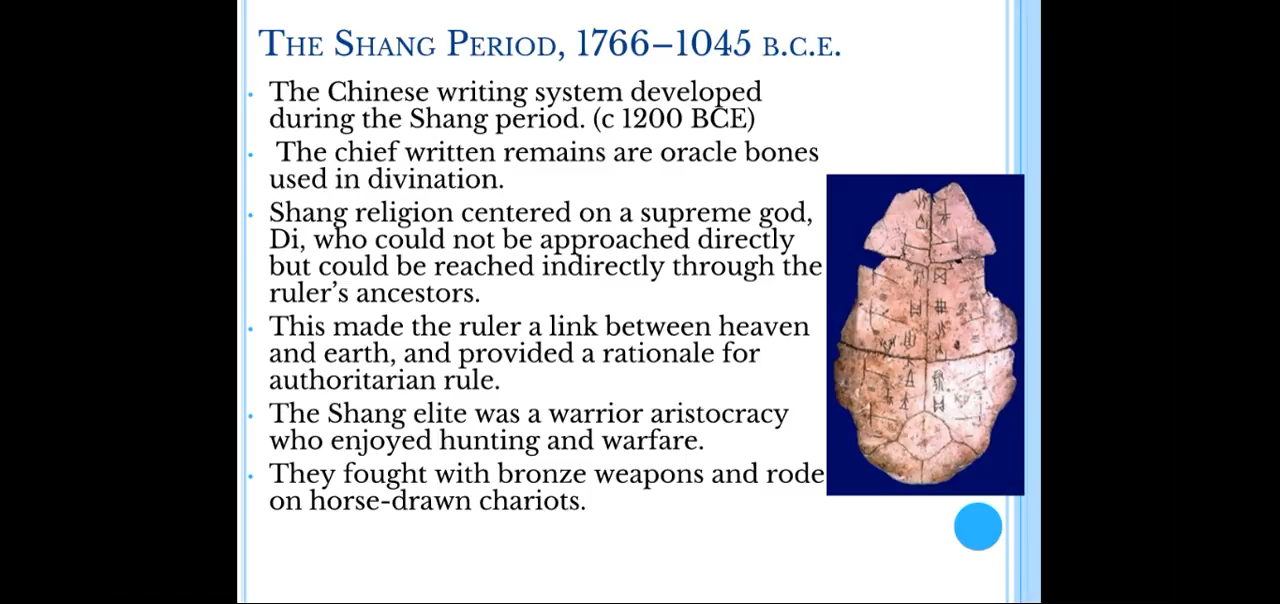 The Shang Period, 1766–1045 B.C.E.
• The Chinese writing system developed
during the Shang period. (c 1200 BCE)
• The chief written remains are oracle bones
used in divination.
• Shang religion centered on a supreme god,
Di, who could not be approached directly
but could be reached indirectly through the
ruler’s ancestors.
• This made the ruler a link between heaven
and earth, and provided a rationale for
authoritarian rule.
• The Shang elite was a warrior aristocracy
who enjoyed hunting and warfare.
• They fought with bronze weapons and rode
on horse-drawn chariots.